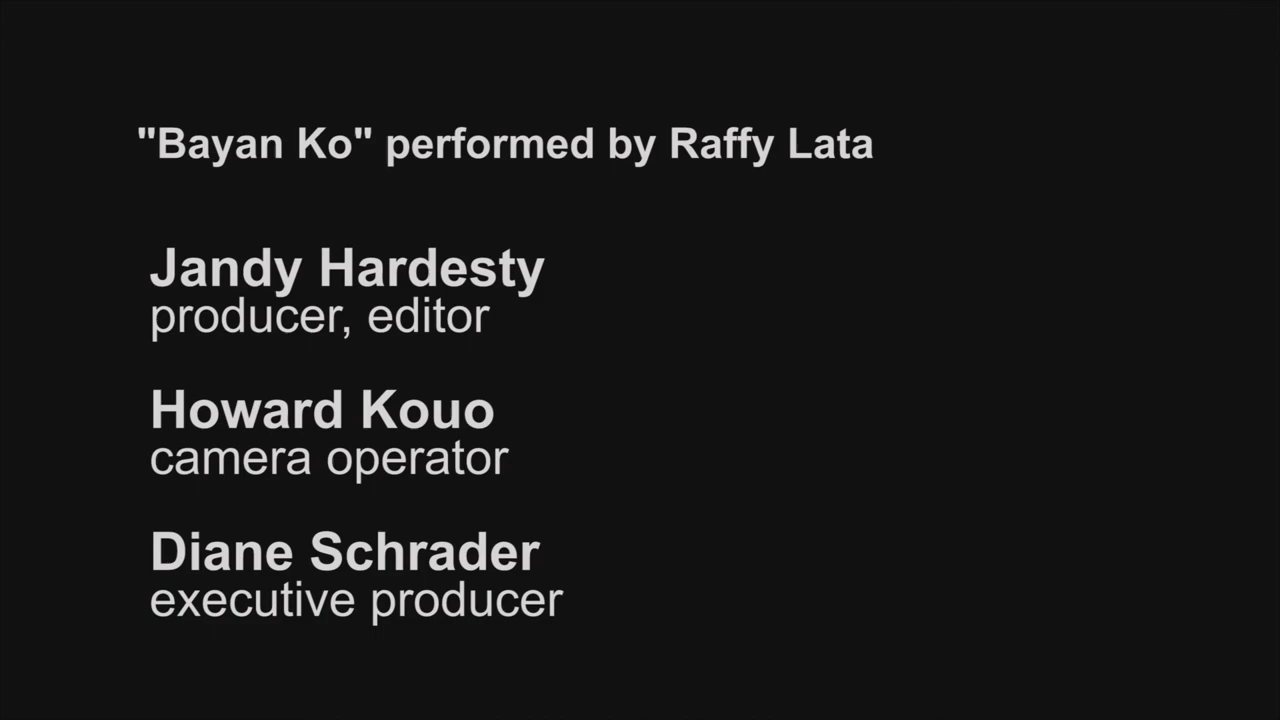 "Bayan Ko" performed by Raffy Lata
Jandy Hardesty
producer, editor
Howard Kouo
camera operator
Diane Schrader
executive producer